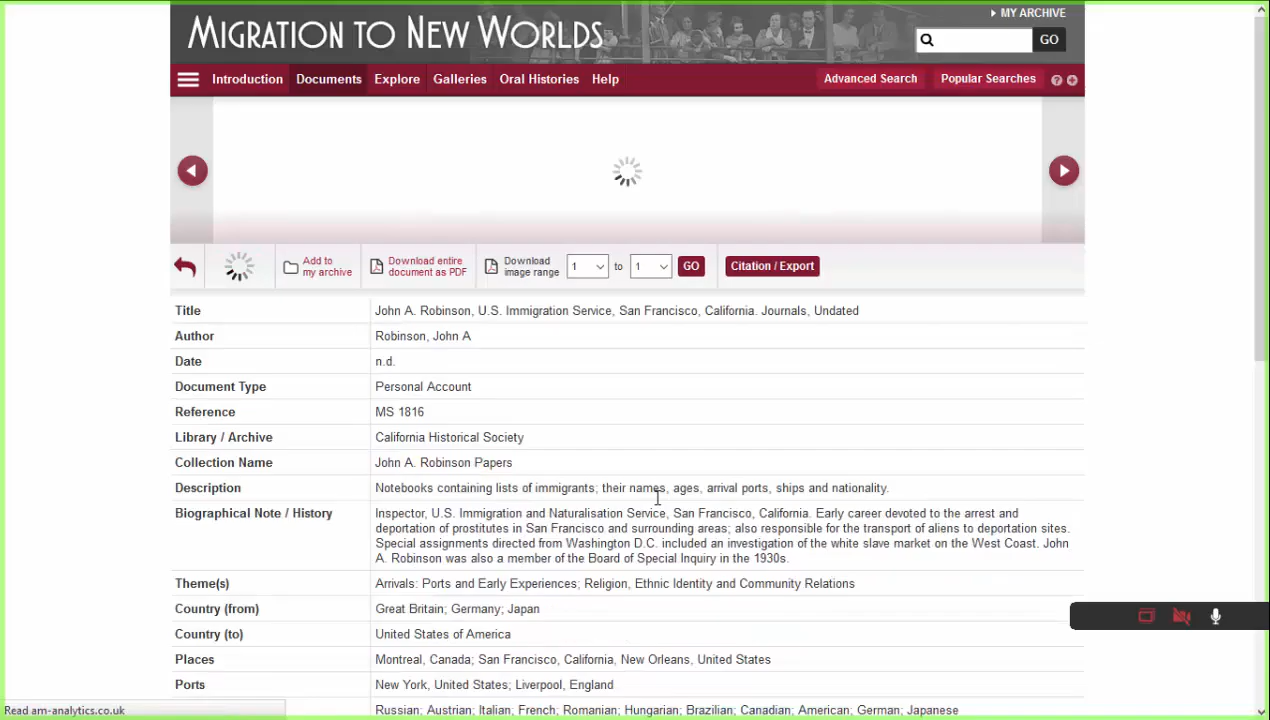 MIGRATION TO NEW WORLDS
MY ARCHIVE
GO
Introduction Documents Explore Galleries Oral Histories Help Advanced Search Popular Searches
Add to my archive
Download entire document as PDF
Download image range 1 to 1 GO
Citation / Export
Title John A. Robinson, U.S. Immigration Service, San Francisco, California. Journals, Undated
Author Robinson, John A
Date n.d.
Document Type Personal Account
Reference MS 1816
Library / Archive California Historical Society
Collection Name John A. Robinson Papers
Description Notebooks containing lists of immigrants; their names, ages, arrival ports, ships and nationality.
Biographical Note / History Inspector, U.S. Immigration and Naturalisation Service, San Francisco, California. Early career devoted to the arrest and
deportation of prostitutes in San Francisco and surrounding areas; also responsible for the transport of aliens to deportation sites.
Special assignments directed from Washington D.C. included an investigation of the white slave market on the West Coast. John
A. Robinson was also a member of the Board of Special Inquiry in the 1930s.
Theme(s) Arrivals: Ports and Early Experiences; Religion, Ethnic Identity and Community Relations
Country (from) Great Britain; Germany; Japan
Country (to) United States of America
Places Montreal, Canada; San Francisco, California, New Orleans, United States
Ports New York, United States; Liverpool, England
Russian; Austrian; Italian; French; Romanian; Hungarian; Brazilian; Canadian; American; German; Japanese
Read am-analytics.co.uk